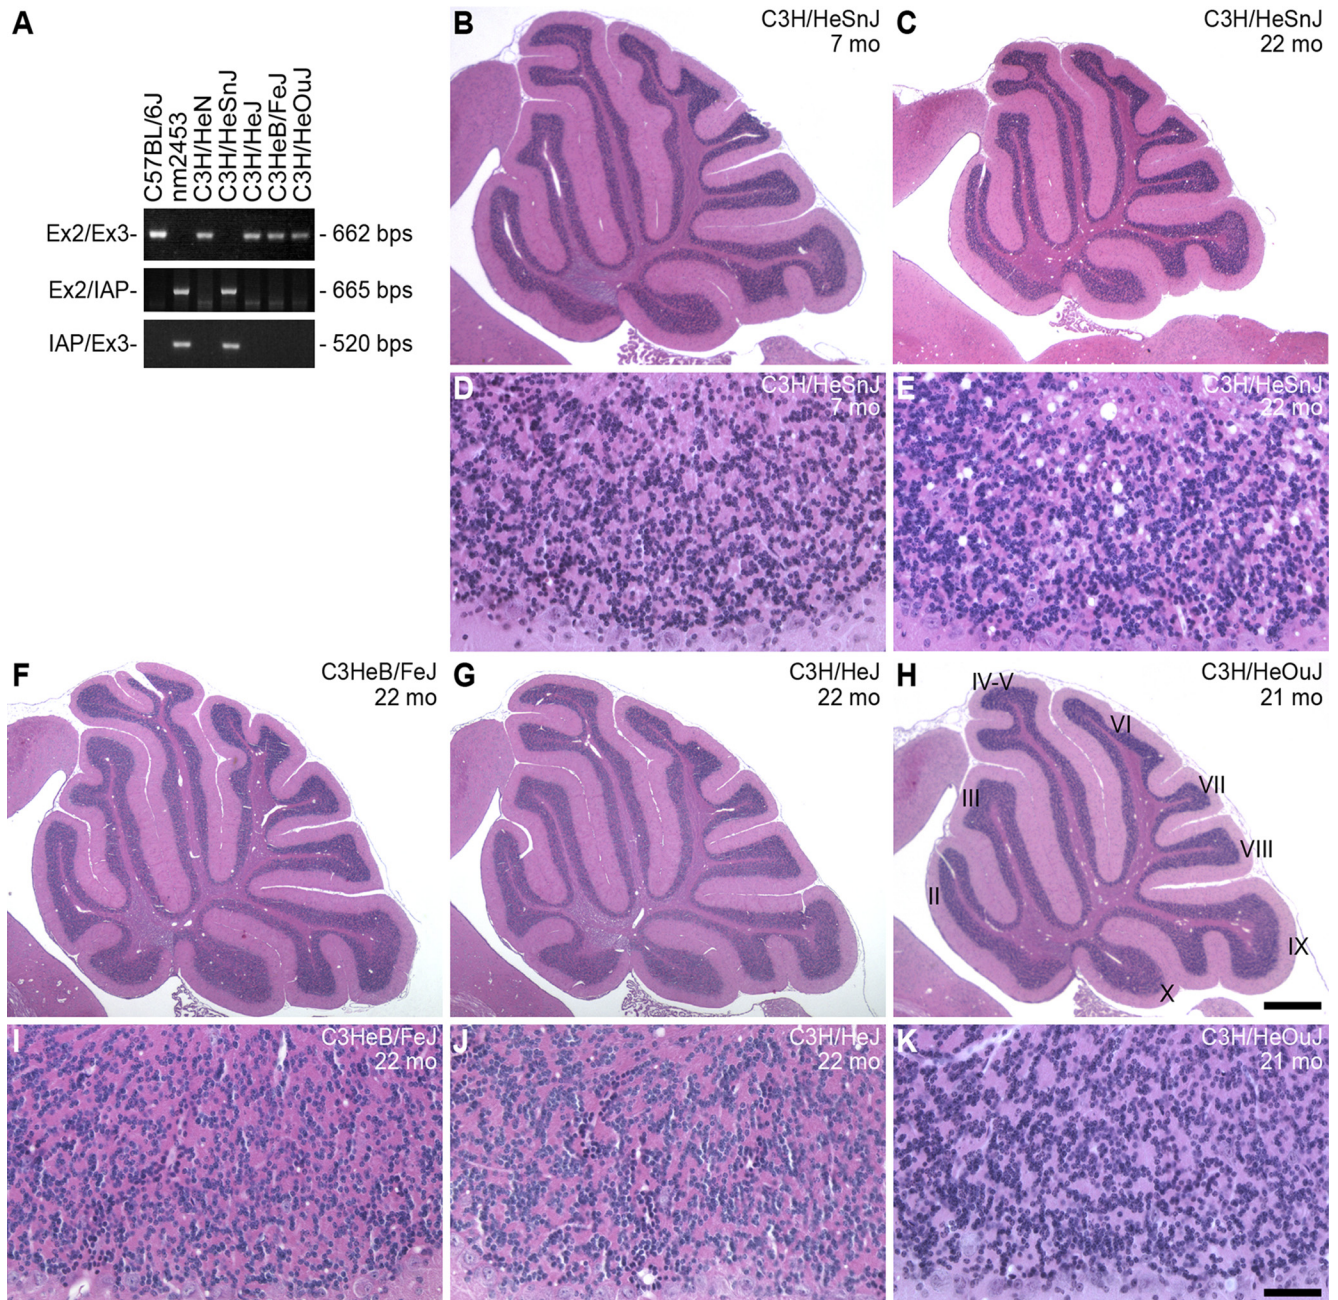 A
C57BL/6J
nm2453
C3H/HeN
C3H/HeSnJ
C3H/HeJ
C3HeB/FeJ
C3H/HeOuJ
Ex2/Ex3- - 662 bps
Ex2/IAP- - 665 bps
IAP/Ex3- - 520 bps
B C3H/HeSnJ
7 mo
C C3H/HeSnJ
22 mo
D C3H/HeSnJ
7 mo
E C3H/HeSnJ
22 mo
F C3HeB/FeJ
22 mo
G C3H/HeJ
22 mo
H C3H/HeOuJ
21 mo
IV-V
VI
VII
III
VIII
II
IX
X
I C3HeB/FeJ
22 mo
J C3H/HeJ
22 mo
K C3H/HeOuJ
21 mo